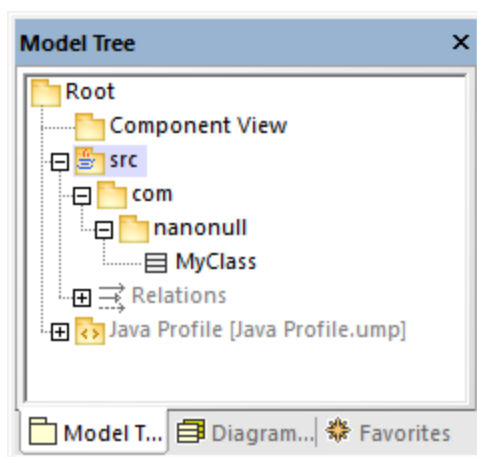 Model Tree
Root
Component View
src
com
nanonull
MyClass
Relations
Java Profile [Java Profile.ump]
Model T... Diagram... Favorites